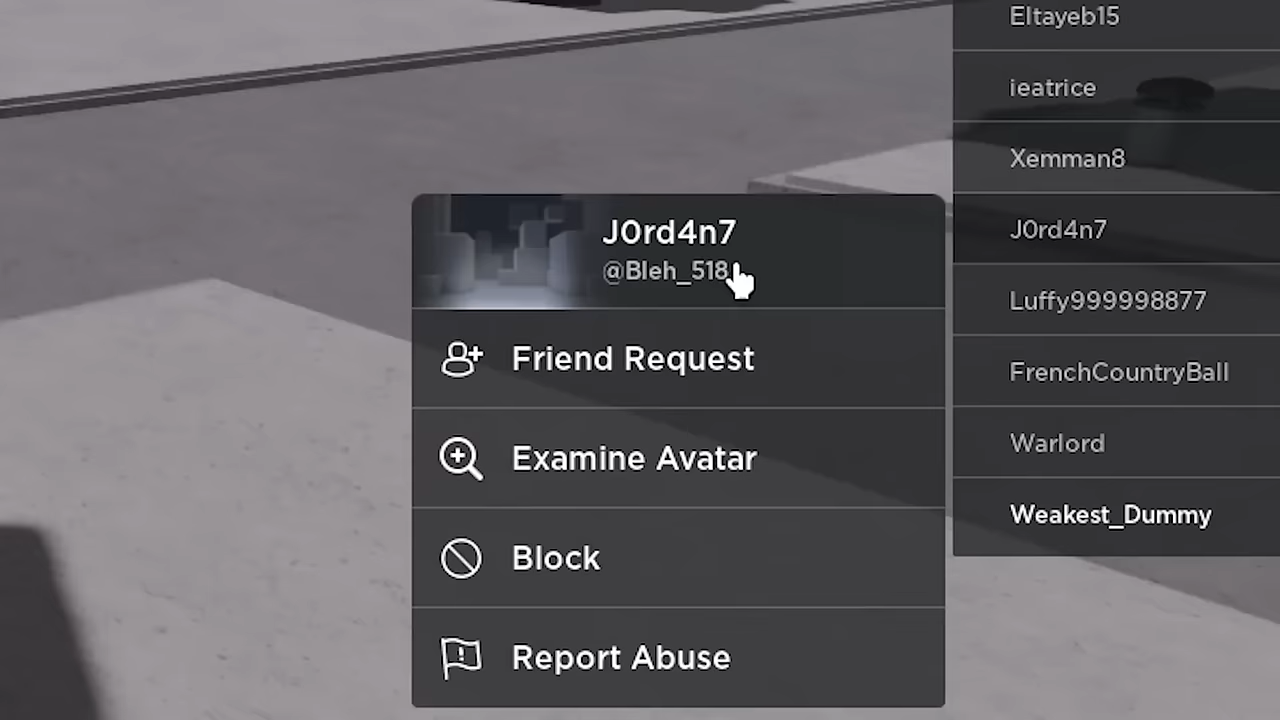 Eltayeb15
ieatrice
Xemman8
J0rd4n7
Luffy999998877
FrenchCountryBall
Warlord
Weakest_Dummy
J0rd4n7
@Bleh_518
Friend Request
Examine Avatar
Block
Report Abuse